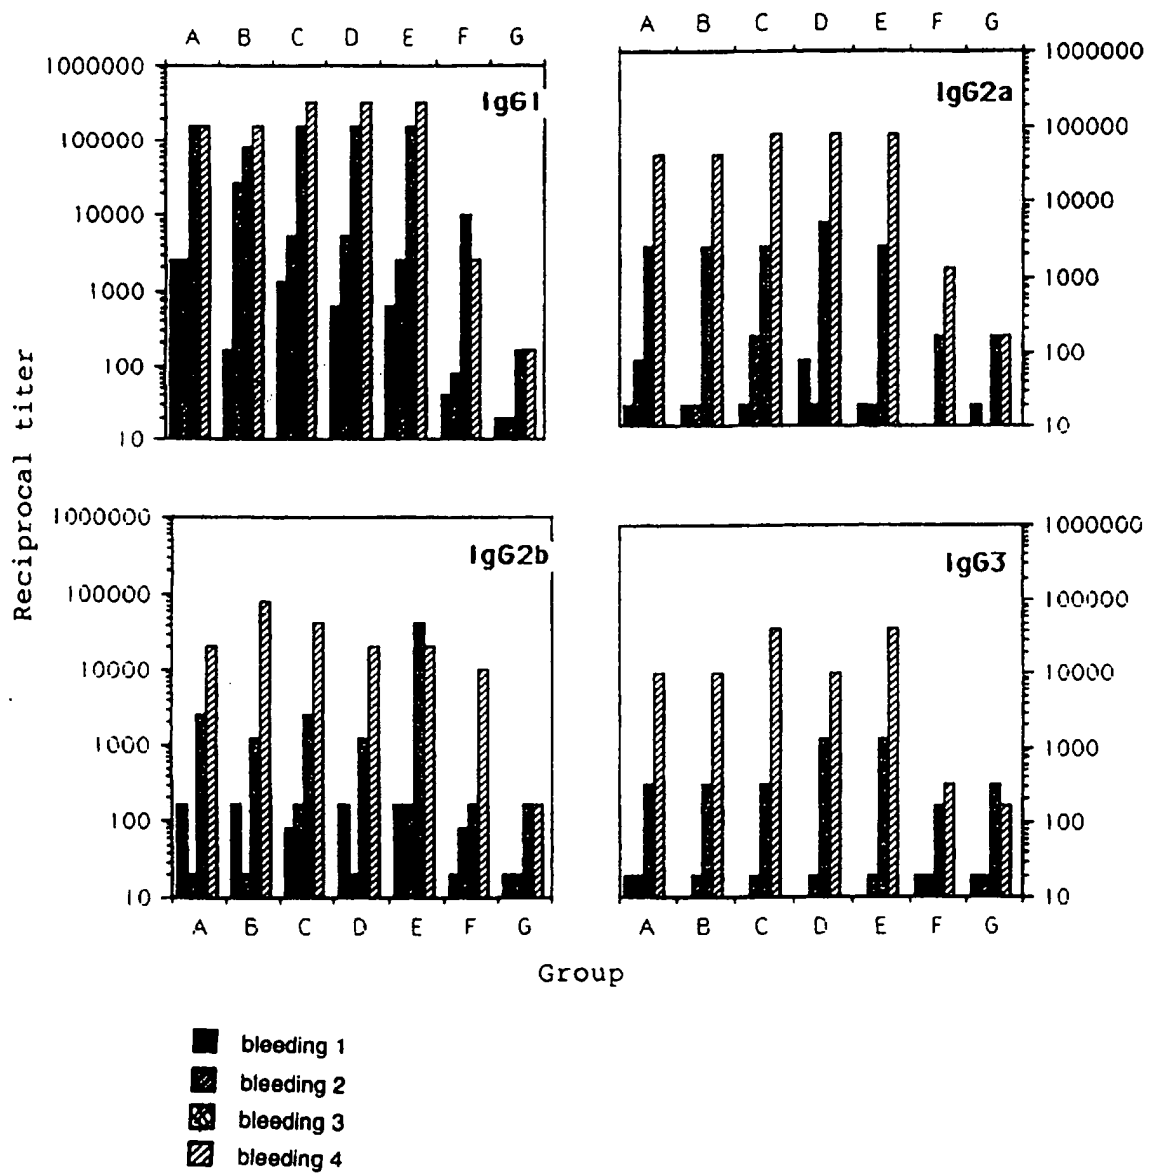 A B C D E F G
A B C D E F G
1000000
100000
10000
1000
100
10
IgG1
IgG2a
1000000
100000
10000
1000
100
10
Reciprocal titer
1000000
100000
10000
1000
100
10
IgG2b
IgG3
1000000
100000
10000
1000
100
10
A B C D E F G
A B C D E F G
Group
bleeding 1
bleeding 2
bleeding 3
bleeding 4